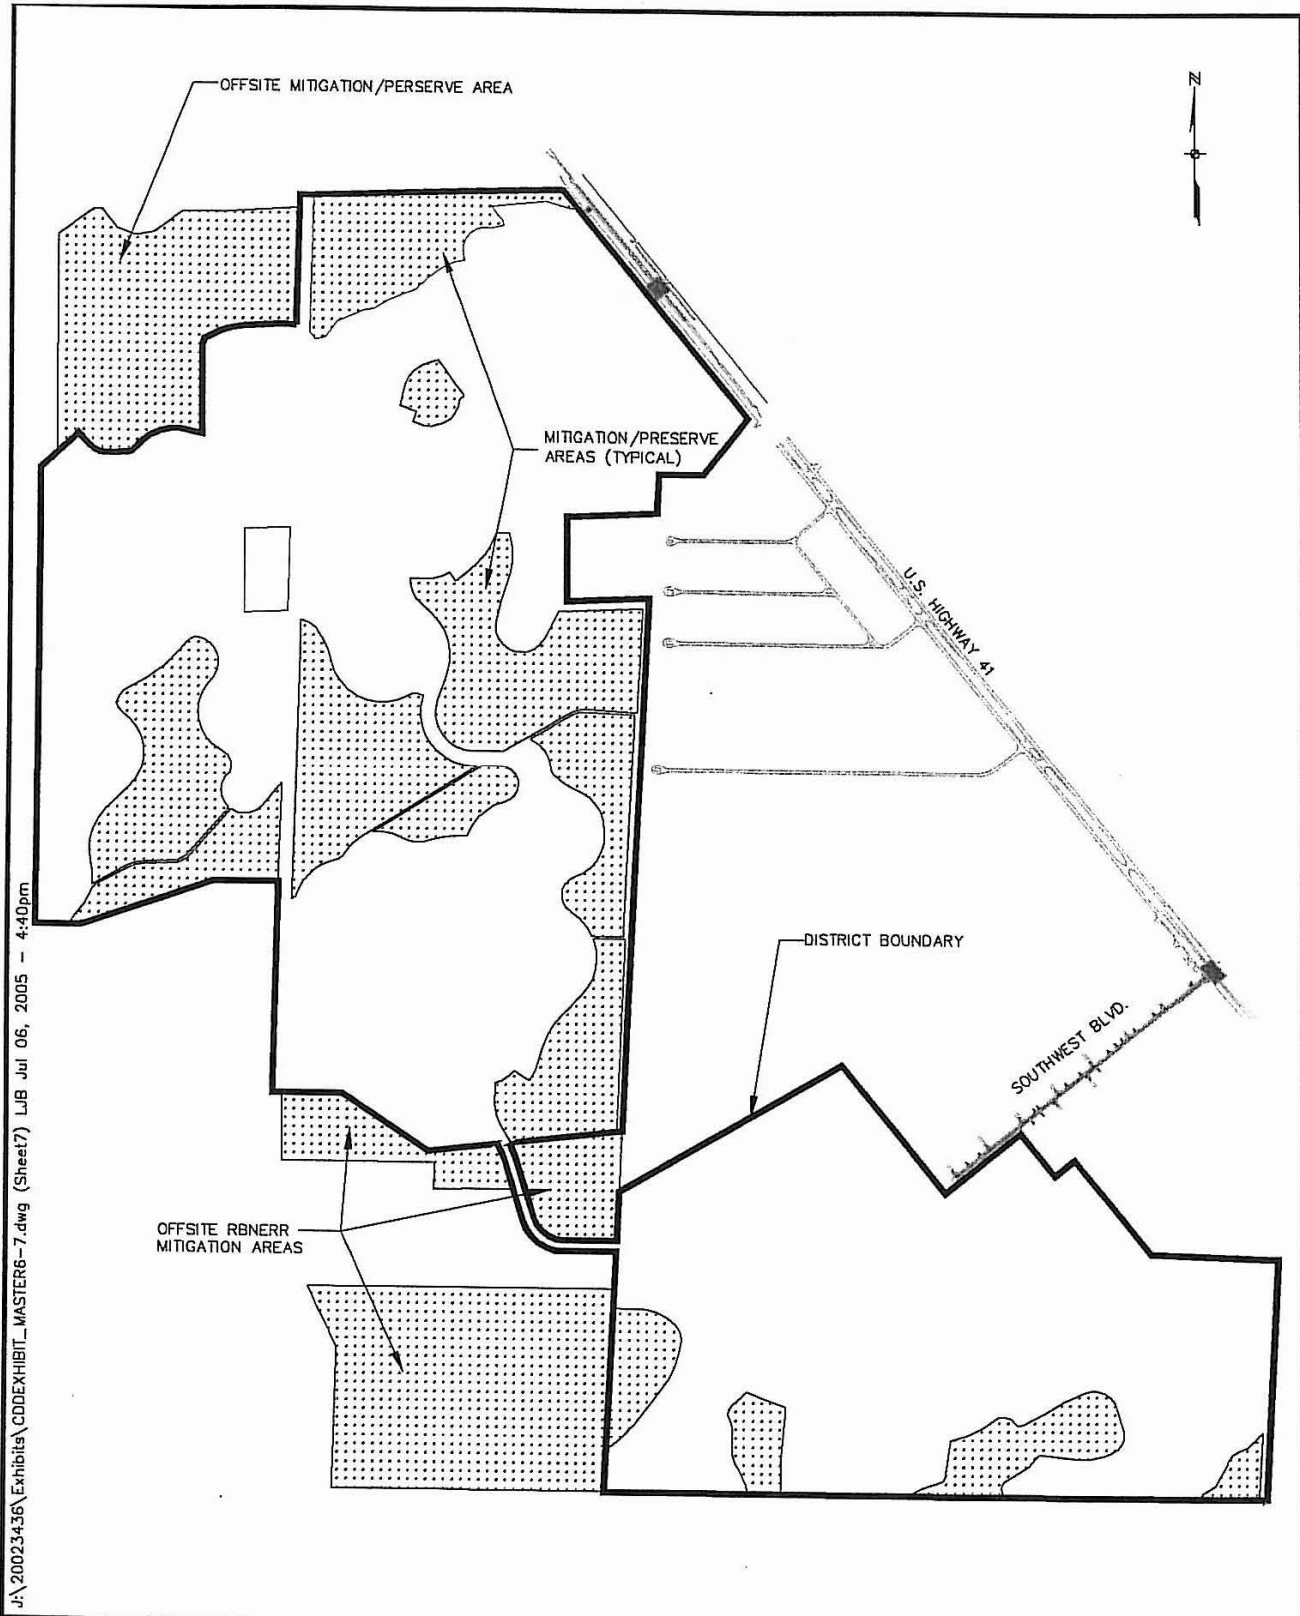 OFFSITE MITIGATION/PERSERVE AREA
N
MITIGATION/PRESERVE
AREAS (TYPICAL)
U.S. HIGHWAY 41
DISTRICT BOUNDARY
SOUTHWEST BLVD.
OFFSITE RBNERR
MITIGATION AREAS
J:\20023436\Exhibits\CDDEXHIBIT_MASTER6-7.dwg (Sheet7) LJB Jul 06, 2005 - 4:40pm